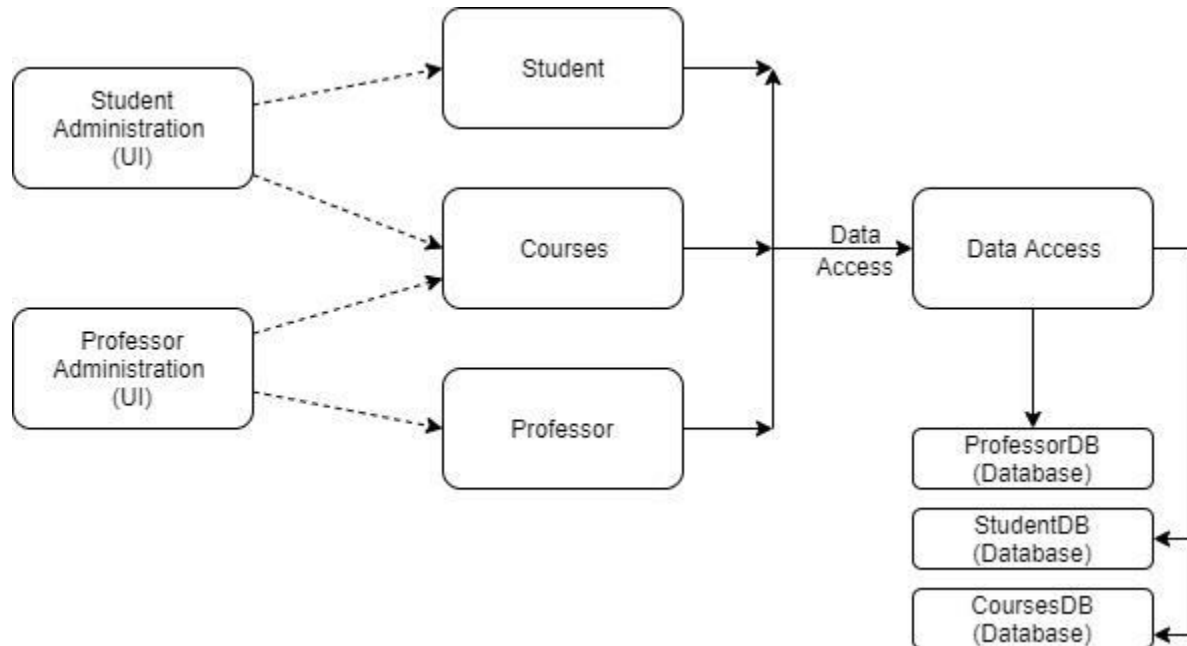 Student
Administration
(UI)
Student
Courses
Professor
Administration
(UI)
Professor
Data
Access
Data Access
ProfessorDB
(Database)
StudentDB
(Database)
CoursesDB
(Database)